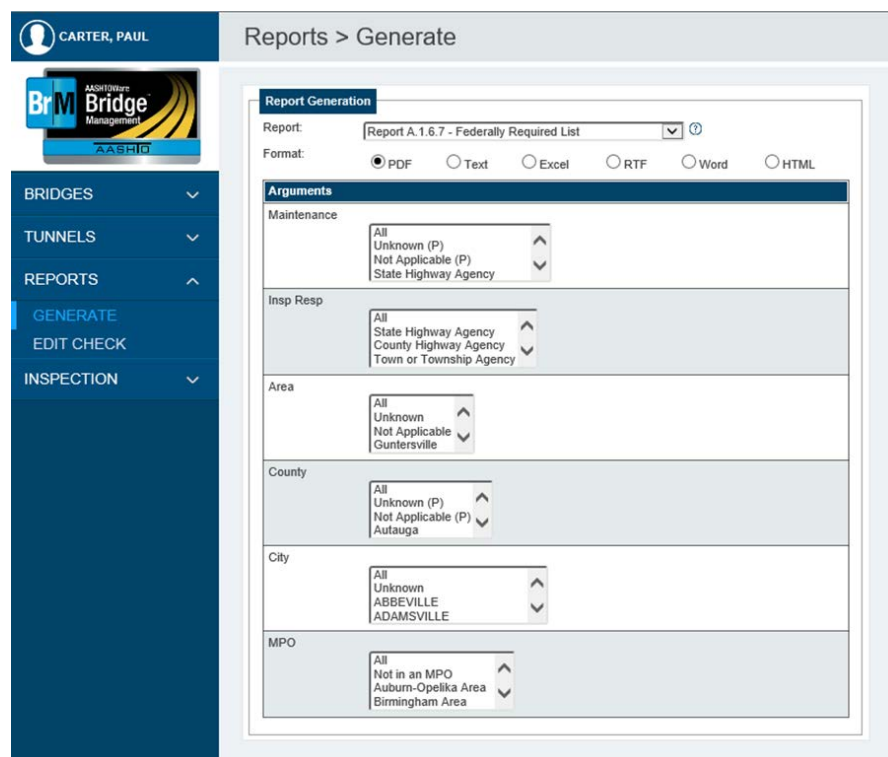 CARTER, PAUL
Reports > Generate
BrM
AASHTOWare
Bridge
Management
AASHTO
BRIDGES
TUNNELS
REPORTS
GENERATE
EDIT CHECK
INSPECTION
Report Generation
Report: Report A.1.6.7 - Federally Required List
Format: PDF Text Excel RTF Word HTML
Arguments
Maintenance
All
Unknown (P)
Not Applicable (P)
State Highway Agency
Insp Resp
All
State Highway Agency
County Highway Agency
Town or Township Agency
Area
All
Unknown
Not Applicable
Guntersville
County
All
Unknown (P)
Not Applicable (P)
Autauga
City
All
Unknown
ABBEVILLE
ADAMSVILLE
MPO
All
Not in an MPO
Auburn-Opelika Area
Birmingham Area